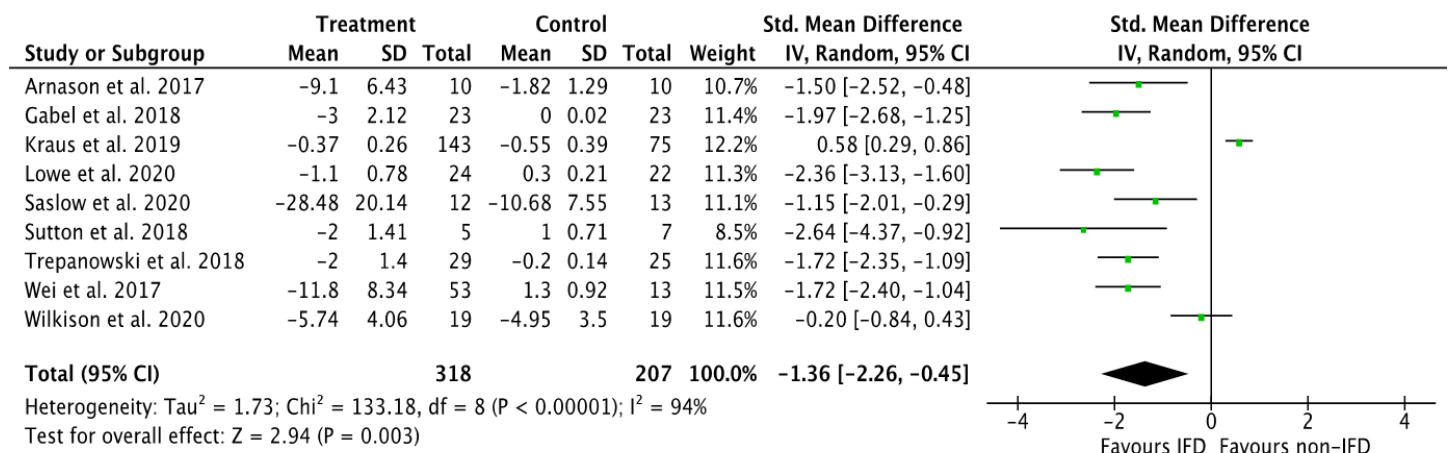 Treatment Control Std. Mean Difference Std. Mean Difference
Study or Subgroup Mean SD Total Mean SD Total Weight IV, Random, 95% CI IV, Random, 95% CI
Arnason et al. 2017 −9.1 6.43 10 −1.82 1.29 10 10.7% −1.50 [−2.52, −0.48]
Gabel et al. 2018 −3 2.12 23 0 0.02 23 11.4% −1.97 [−2.68, −1.25]
Kraus et al. 2019 −0.37 0.26 143 −0.55 0.39 75 12.2% 0.58 [0.29, 0.86]
Lowe et al. 2020 −1.1 0.78 24 0.3 0.21 22 11.3% −2.36 [−3.13, −1.60]
Saslow et al. 2020 −28.48 20.14 12 −10.68 7.55 13 11.1% −1.15 [−2.01, −0.29]
Sutton et al. 2018 −2 1.41 5 1 0.71 7 8.5% −2.64 [−4.37, −0.92]
Trepanowski et al. 2018 −2 1.4 29 −0.2 0.14 25 11.6% −1.72 [−2.35, −1.09]
Wei et al. 2017 −11.8 8.34 53 1.3 0.92 13 11.5% −1.72 [−2.40, −1.04]
Wilkison et al. 2020 −5.74 4.06 19 −4.95 3.5 19 11.6% −0.20 [−0.84, 0.43]
Total (95% CI) 318 207 100.0% −1.36 [−2.26, −0.45]
Heterogeneity: Tau² = 1.73; Chi² = 133.18, df = 8 (P < 0.00001); I² = 94%
Test for overall effect: Z = 2.94 (P = 0.003)
−4 −2 0 2 4
Favours IFD Favours non−IFD